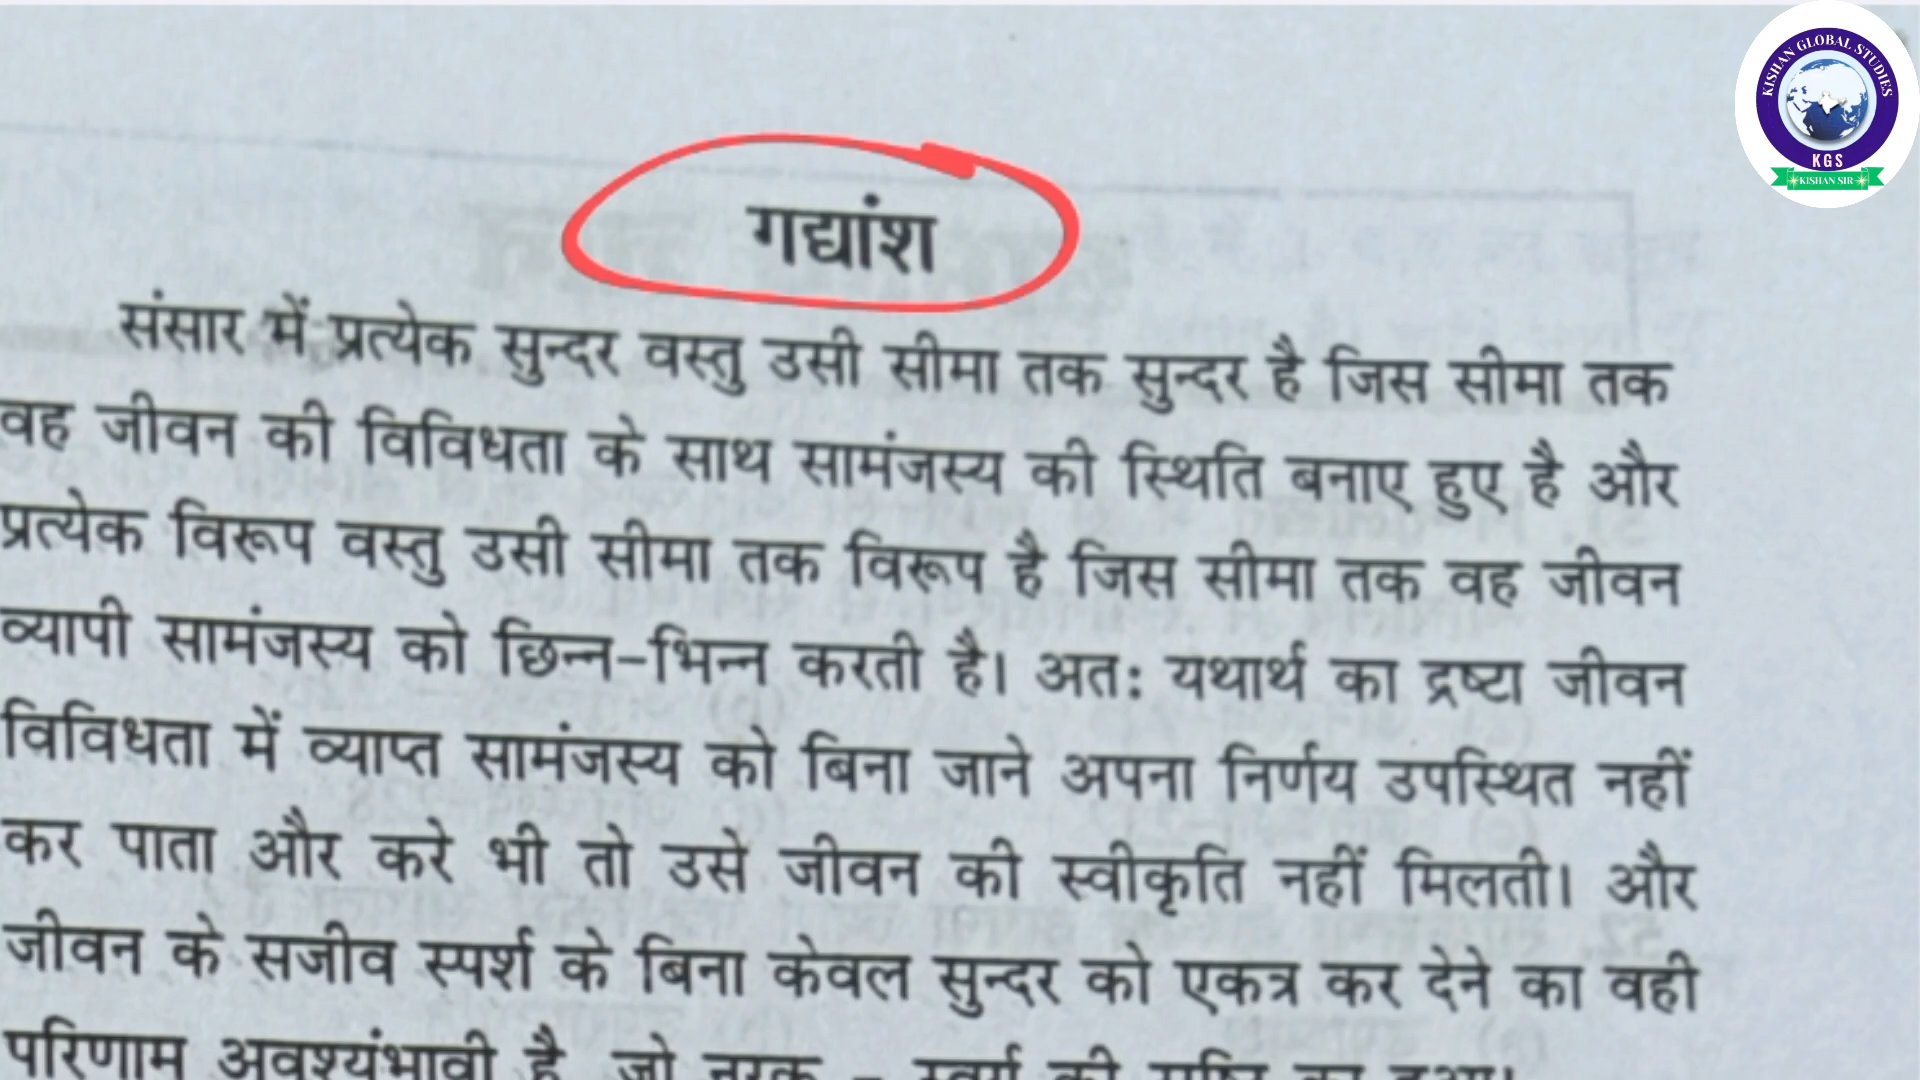 KISHAN GLOBAL STUDIES
KGS
KISHAN SIR
गद्यांश
संसार में प्रत्येक सुन्दर वस्तु उसी सीमा तक सुन्दर है जिस सीमा तक
वह जीवन की विविधता के साथ सामंजस्य की स्थिति बनाए हुए है और
प्रत्येक विरूप वस्तु उसी सीमा तक विरूप है जिस सीमा तक वह जीवन
व्यापी सामंजस्य को छिन्न-भिन्न करती है। अतः यथार्थ का द्रष्टा जीवन
विविधता में व्याप्त सामंजस्य को बिना जाने अपना निर्णय उपस्थित नहीं
कर पाता और करे भी तो उसे जीवन की स्वीकृति नहीं मिलती। और
जीवन के सजीव स्पर्श के बिना केवल सुन्दर को एकत्र कर देने का वही
परिणाम अवश्यंभावी है जो नरक - स्वर्ग की सृष्टि का हुआ।